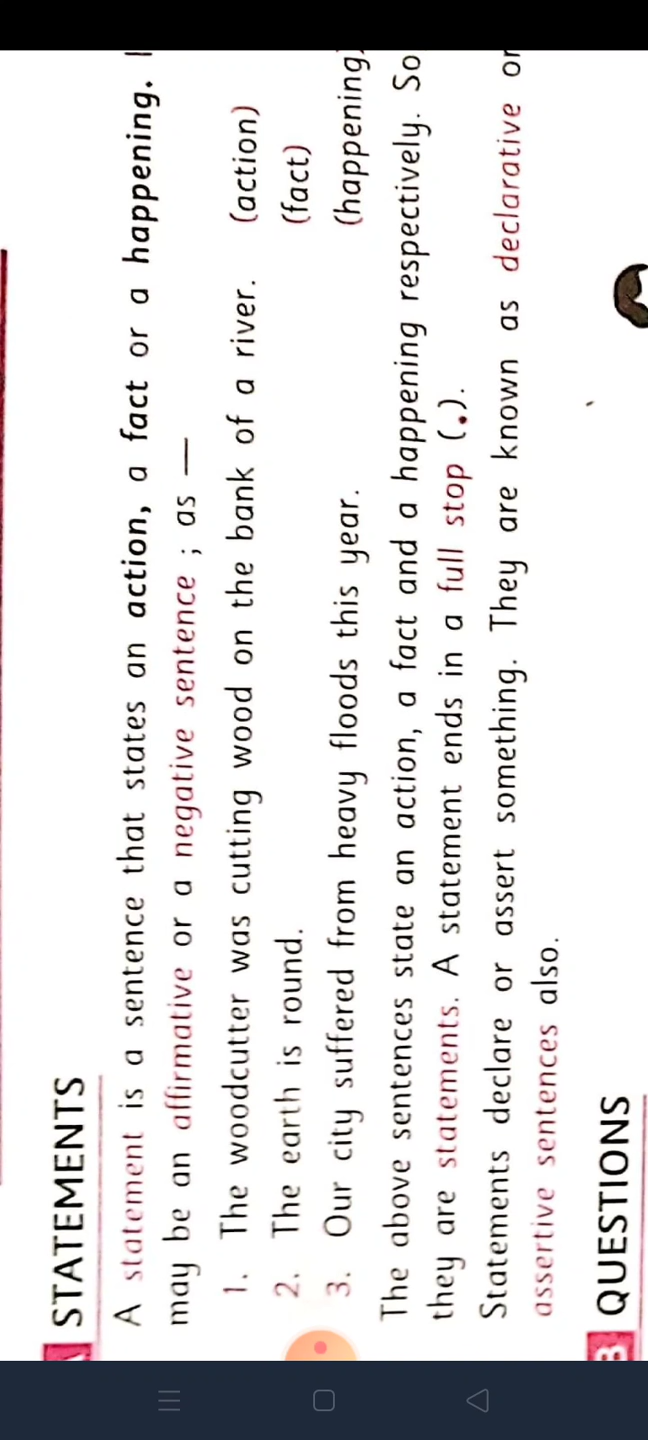 A STATEMENTS
A statement is a sentence that states an action, a fact or a happening. I
may be an affirmative or a negative sentence ; as —
1. The woodcutter was cutting wood on the bank of a river. (action)
2. The earth is round. (fact)
3. Our city suffered from heavy floods this year. (happening)
The above sentences state an action, a fact and a happening respectively. So
they are statements. A statement ends in a full stop (.).
Statements declare or assert something. They are known as declarative or
assertive sentences also.
B QUESTIONS